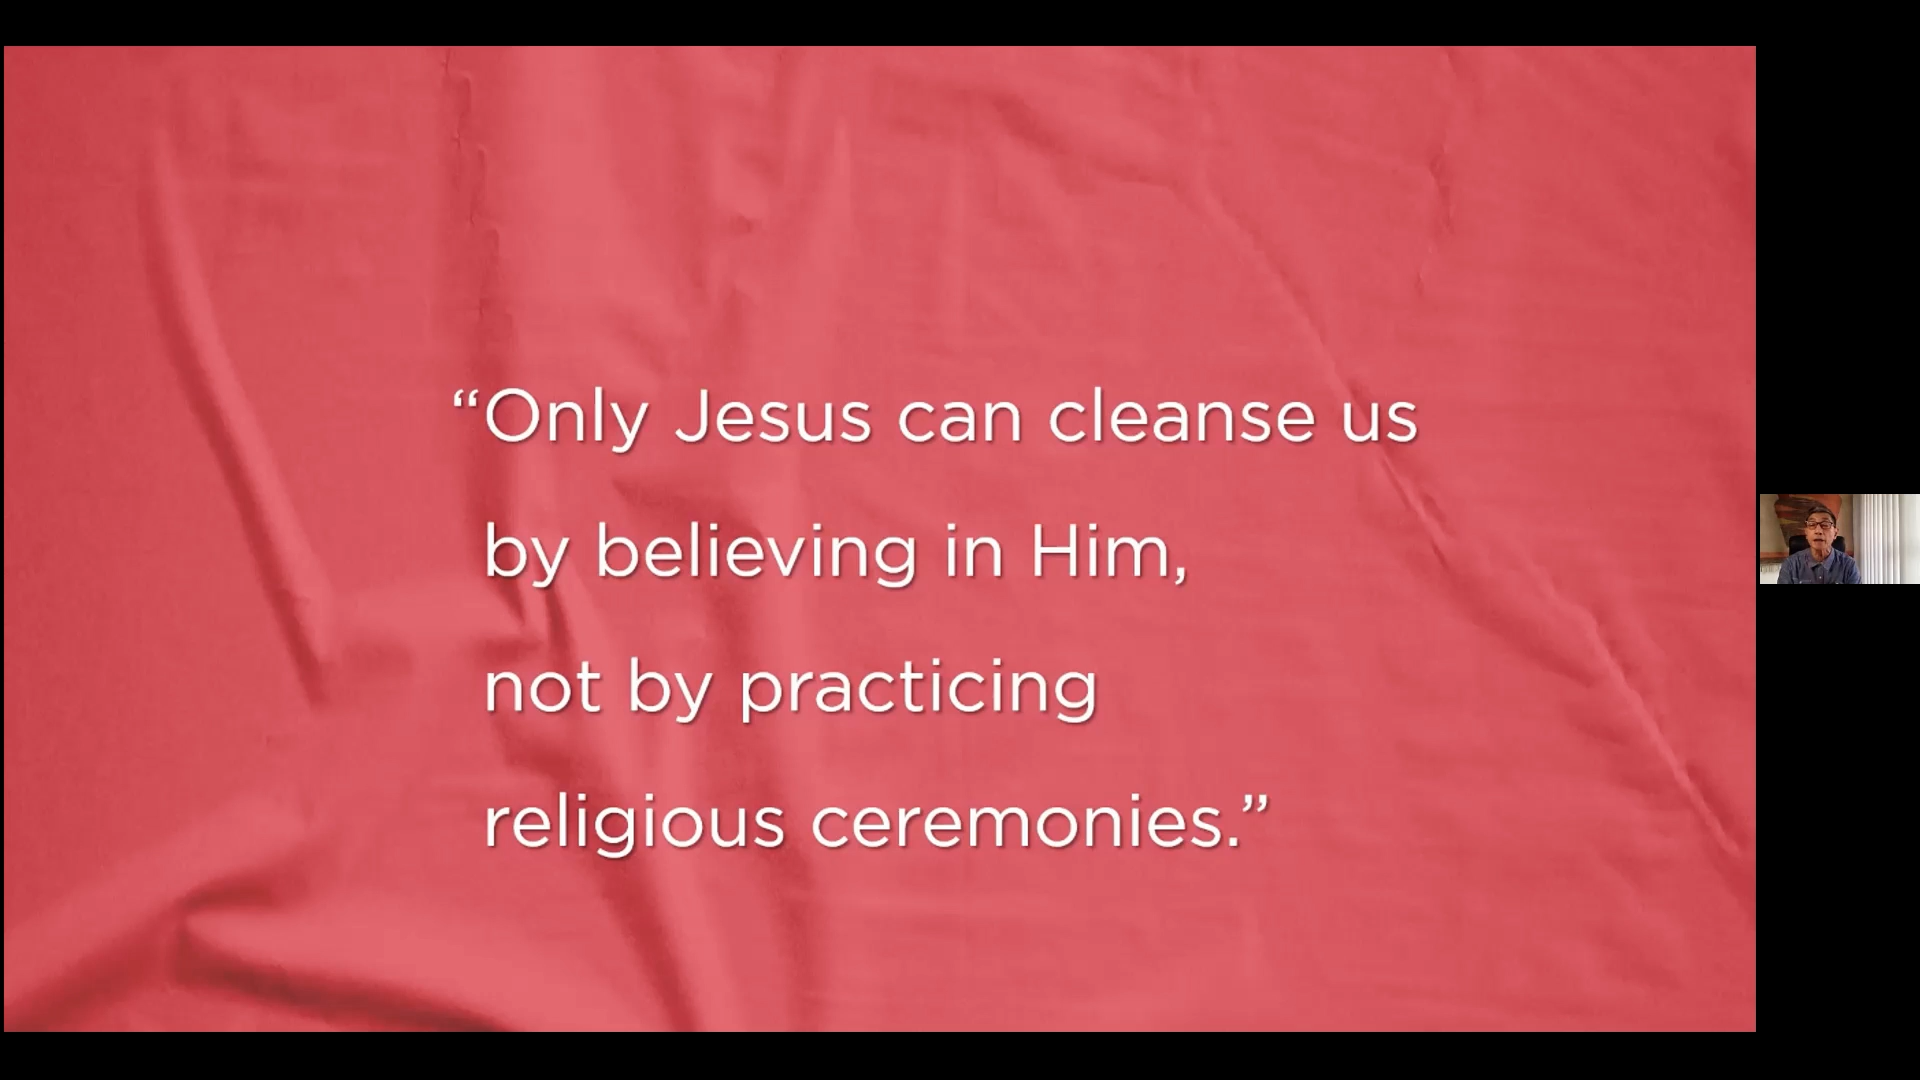 “Only Jesus can cleanse us
by believing in Him,
not by practicing
religious ceremonies.”